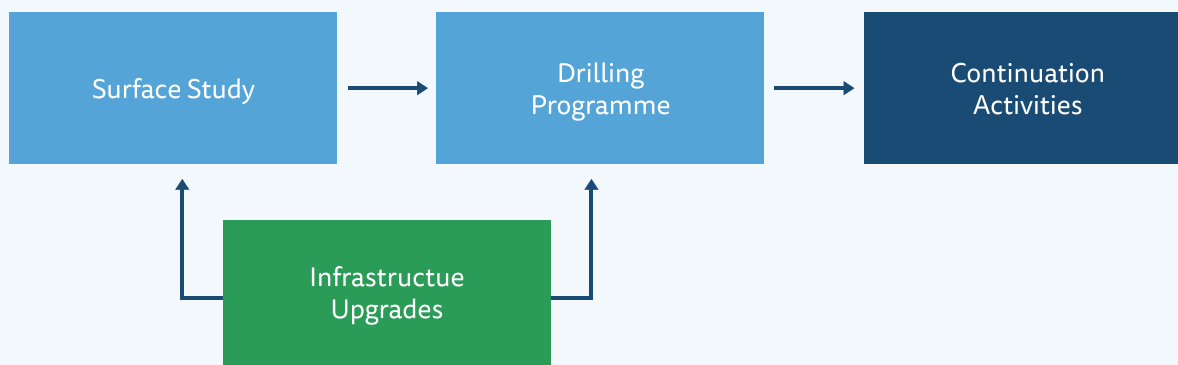 Surface Study
Drilling
Programme
Continuation
Activities
Infrastructue
Upgrades